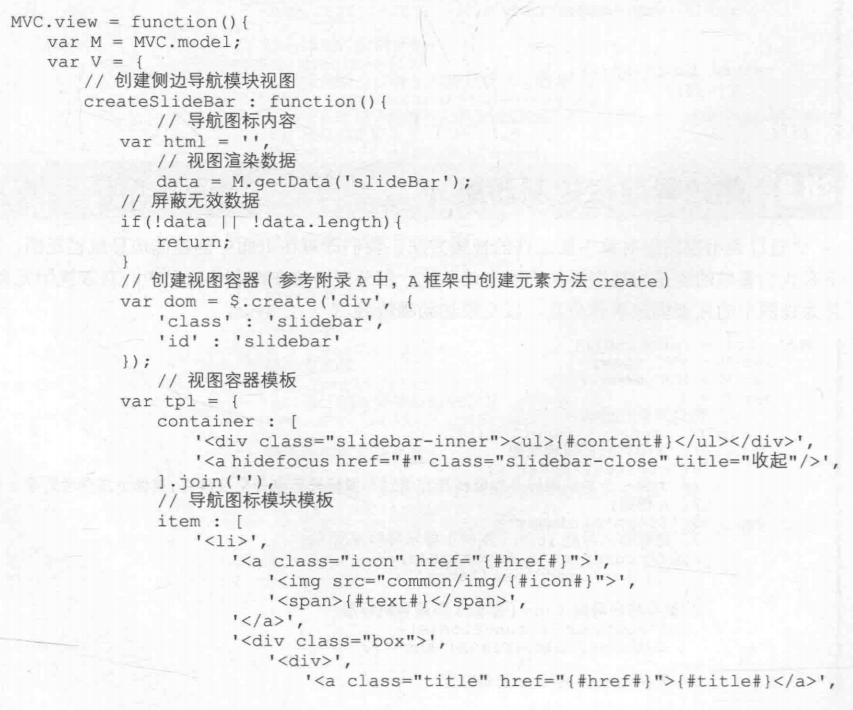 MVC.view = function(){
var M = MVC.model;
var V = {
// 创建侧边导航模块视图
createSlideBar : function(){
// 导航图标内容
var html = '',
// 视图渲染数据
data = M.getData('slideBar');
// 屏蔽无效数据
if(!data || !data.length){
return;
}
// 创建视图容器（参考附录 A 中，A 框架中创建元素方法 create）
var dom = $.create('div', {
'class' : 'slidebar',
'id' : 'slidebar'
});
// 视图容器模板
var tpl = {
container : [
'<div class="slidebar-inner"><ul>{#content#}</ul></div>',
'<a hidefocus href="#" class="slidebar-close" title="收起"/>',
].join(''),
// 导航图标模块模板
item : [
'<li>',
'<a class="icon" href="{#href#}">',
'<img src="common/img/{#icon#}">',
'<span>{#text#}</span>',
'</a>',
'<div class="box">',
'<div>',
'<a class="title" href="{#href#}">{#title#}</a>',